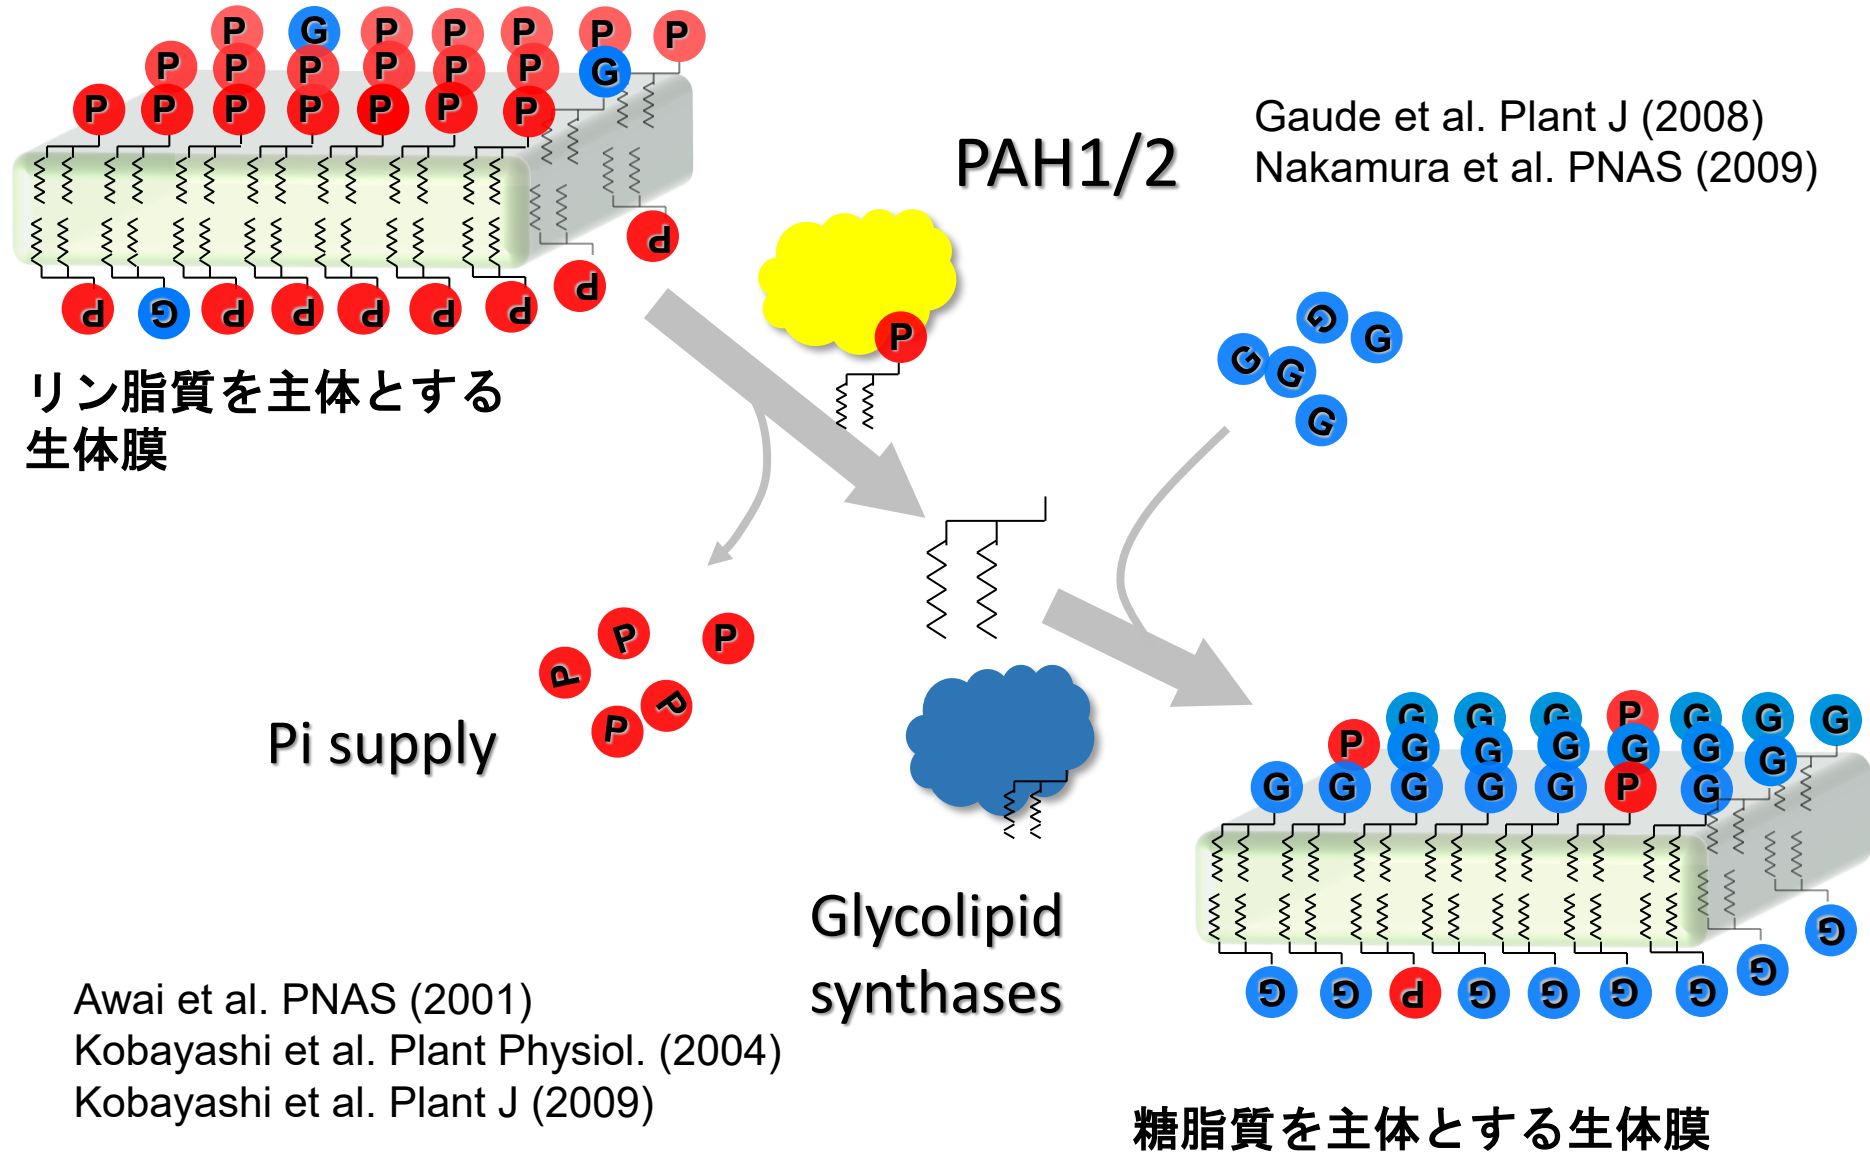 P G P P P P P
P P P P P P G
P P P P P P P
PAH1/2
Gaude et al. Plant J (2008)
Nakamura et al. PNAS (2009)
P
P
P G P P P P P
P
G G
G G
G
リン脂質を主体とする
生体膜
P P
P P
P
Pi supply
Glycolipid
synthases
G G G P G G G
P G G G G G G
G G G G G P G
G
G
G G P G G G G
Awai et al. PNAS (2001)
Kobayashi et al. Plant Physiol. (2004)
Kobayashi et al. Plant J (2009)
糖脂質を主体とする生体膜